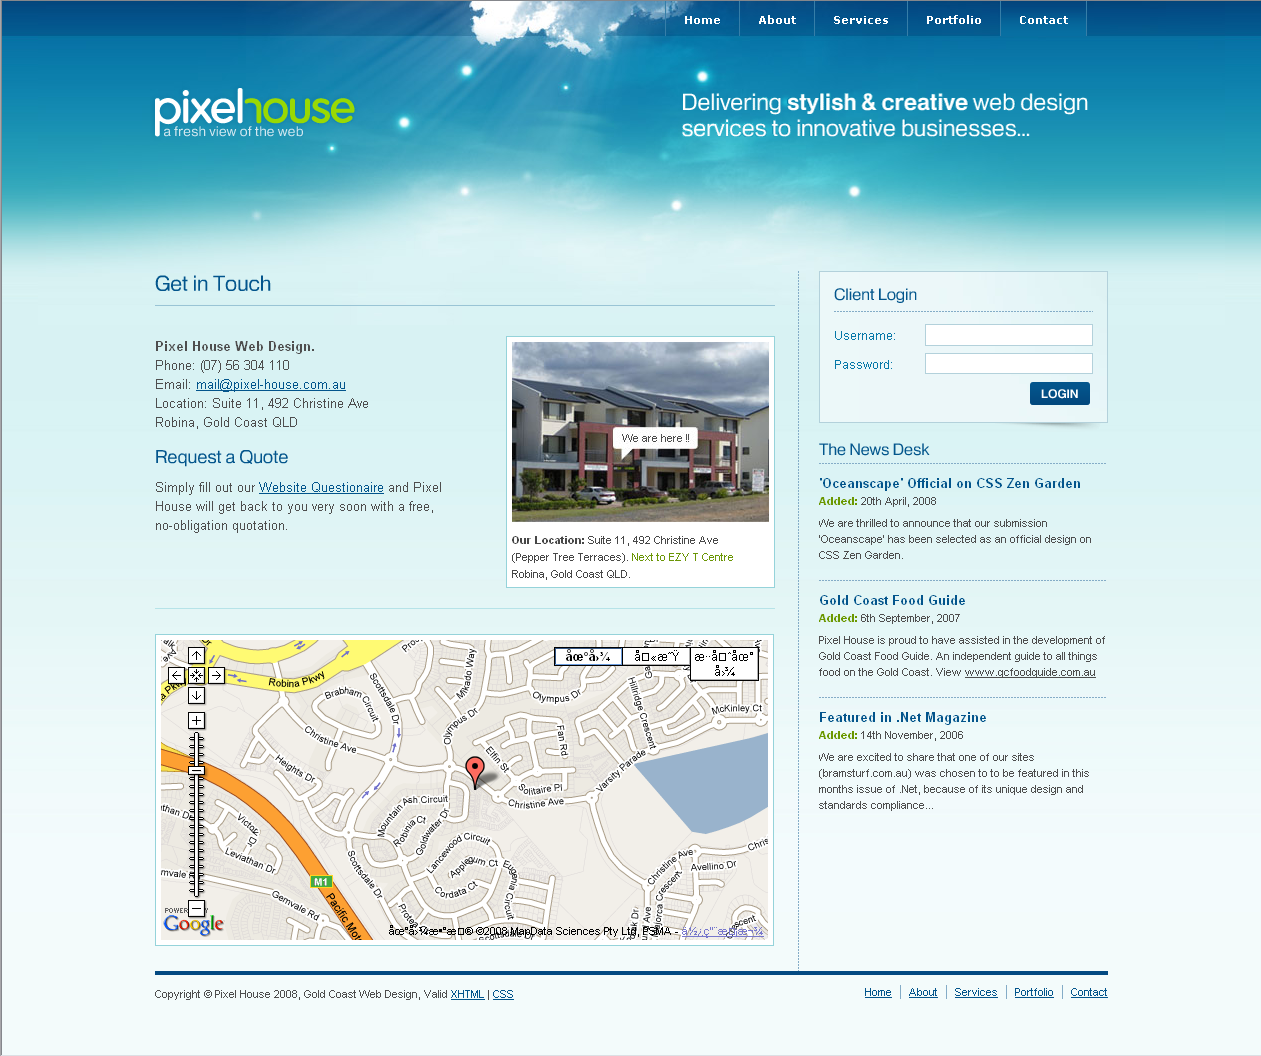 Home About Services Portfolio Contact
pixelhouse
a fresh view of the web
Delivering stylish & creative web design
services to innovative businesses...
Get in Touch
Pixel House Web Design.
Phone: (07) 56 304 110
Email: mail@pixel-house.com.au
Location: Suite 11, 492 Christine Ave
Robina, Gold Coast QLD
Request a Quote
Simply fill out our Website Questionaire and Pixel
House will get back to you very soon with a free,
no-obligation quotation.
We are here !!
Our Location: Suite 11, 492 Christine Ave
(Pepper Tree Terraces). Next to EZY T Centre
Robina, Gold Coast QLD.
Client Login
Username:
Password:
LOGIN
The News Desk
'Oceanscape' Official on CSS Zen Garden
Added: 20th April, 2008
We are thrilled to announce that our submission
'Oceanscape' has been selected as an official design on
CSS Zen Garden.
Gold Coast Food Guide
Added: 6th September, 2007
Pixel House is proud to have assisted in the development of
Gold Coast Food Guide. An independent guide to all things
food on the Gold Coast. View www.gcfoodguide.com.au
Featured in .Net Magazine
Added: 14th November, 2006
We are excited to share that one of our sites
(bramsturf.com.au) was chosen to to be featured in this
months issue of .Net, because of its unique design and
standards compliance...
Robina Pkwy
Brabham Circuit
Scottsdale Dr
Mikado Way
Olympus Dr
Olympus Dr
Hillridge Crescent
McKinley Ct
Christine Ave
Fan Rd
Elfin St
Varsity Parade
Heights Dr
Solitaire Pl
Christine Ave
Mountain Ash Circuit
Robinia Ct
Goldwater Dr
Victok Dr
Leviathan Dr
Lancewood Circuit
Applegum Ct
Cordata Ct
Eugenia Circuit
Scottsdale Dr
Christine Ave
Avellino Dr
M1
Gemvale Rd
Google
©2008 MapData Sciences Pty Ltd, PSMA -
Copyright © Pixel House 2008, Gold Coast Web Design, Valid XHTML | CSS
Home About Services Portfolio Contact